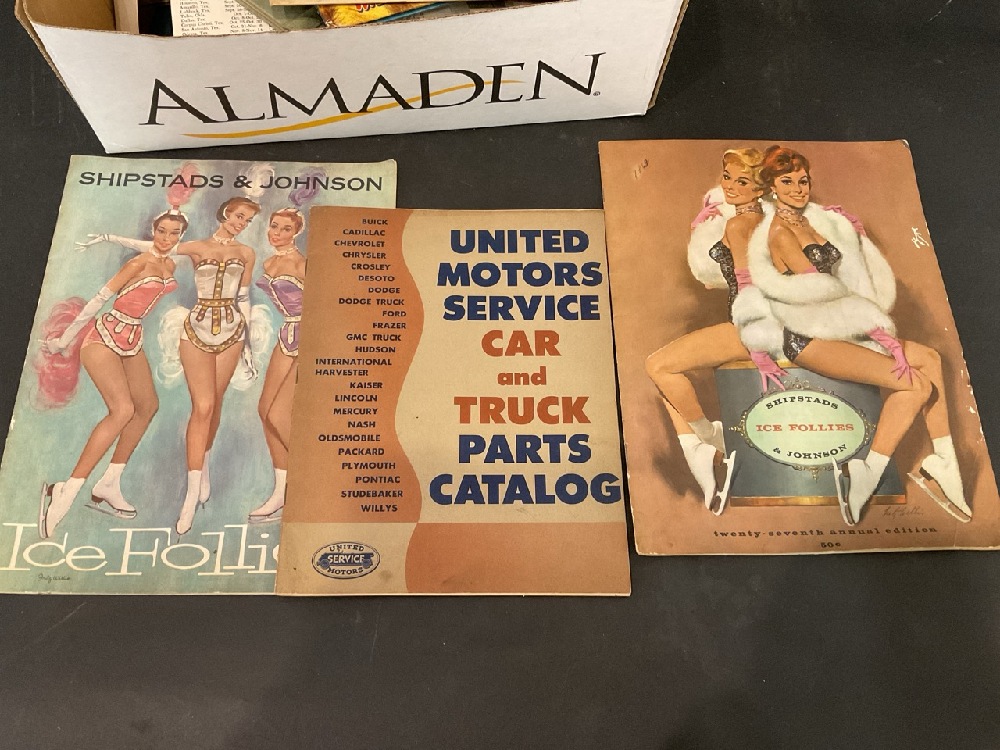 ALMADEN
SHIPSTADS & JOHNSON
Ice Follies
BUICK
CADILLAC
CHEVROLET
CHRYSLER
CROSLEY
DESOTO
DODGE
DODGE TRUCK
FORD
FRAZER
GMC TRUCK
HUDSON
INTERNATIONAL
HARVESTER
KAISER
LINCOLN
MERCURY
NASH
OLDSMOBILE
PACKARD
PLYMOUTH
PONTIAC
STUDEBAKER
WILLYS
UNITED
MOTORS
SERVICE
CAR
and
TRUCK
PARTS
CATALOG
UNITED
SERVICE
MOTORS
SHIPSTADS
ICE FOLLIES
& JOHNSON
twenty-seventh annual edition
50¢